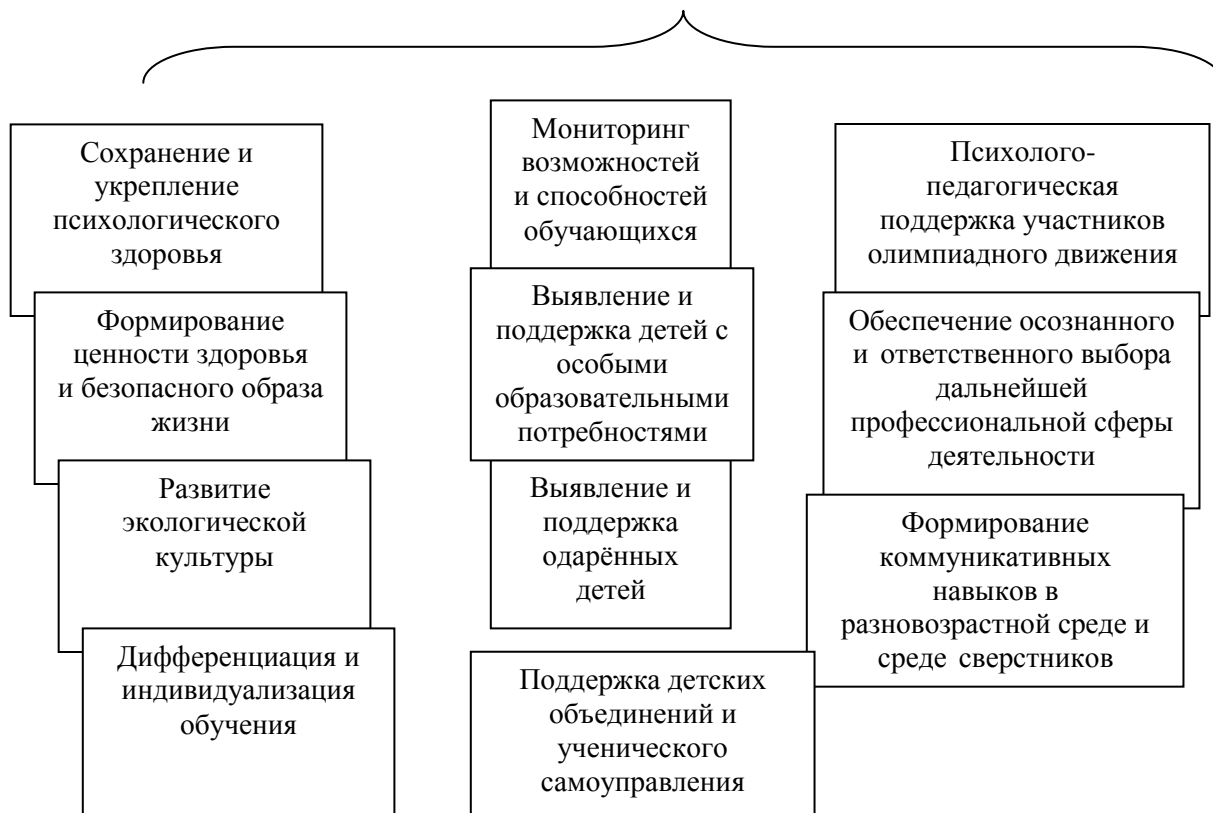 Сохранение и
укрепление
психологического
здоровья
Формирование
ценности здоровья
и безопасного образа
жизни
Развитие
экологической
культуры
Дифференциация и
индивидуализация
обучения
Мониторинг
возможностей
и способностей
обучающихся
Выявление и
поддержка детей с
особыми
образовательными
потребностями
Выявление и
поддержка
одарённых
детей
Поддержка детских
объединений и
ученического
самоуправления
Психолого-
педагогическая
поддержка участников
олимпиадного движения
Обеспечение осознанного
и ответственного выбора
дальнейшей
профессиональной сферы
деятельности
Формирование
коммуникативных
навыков в
разновозрастной среде и
среде сверстников